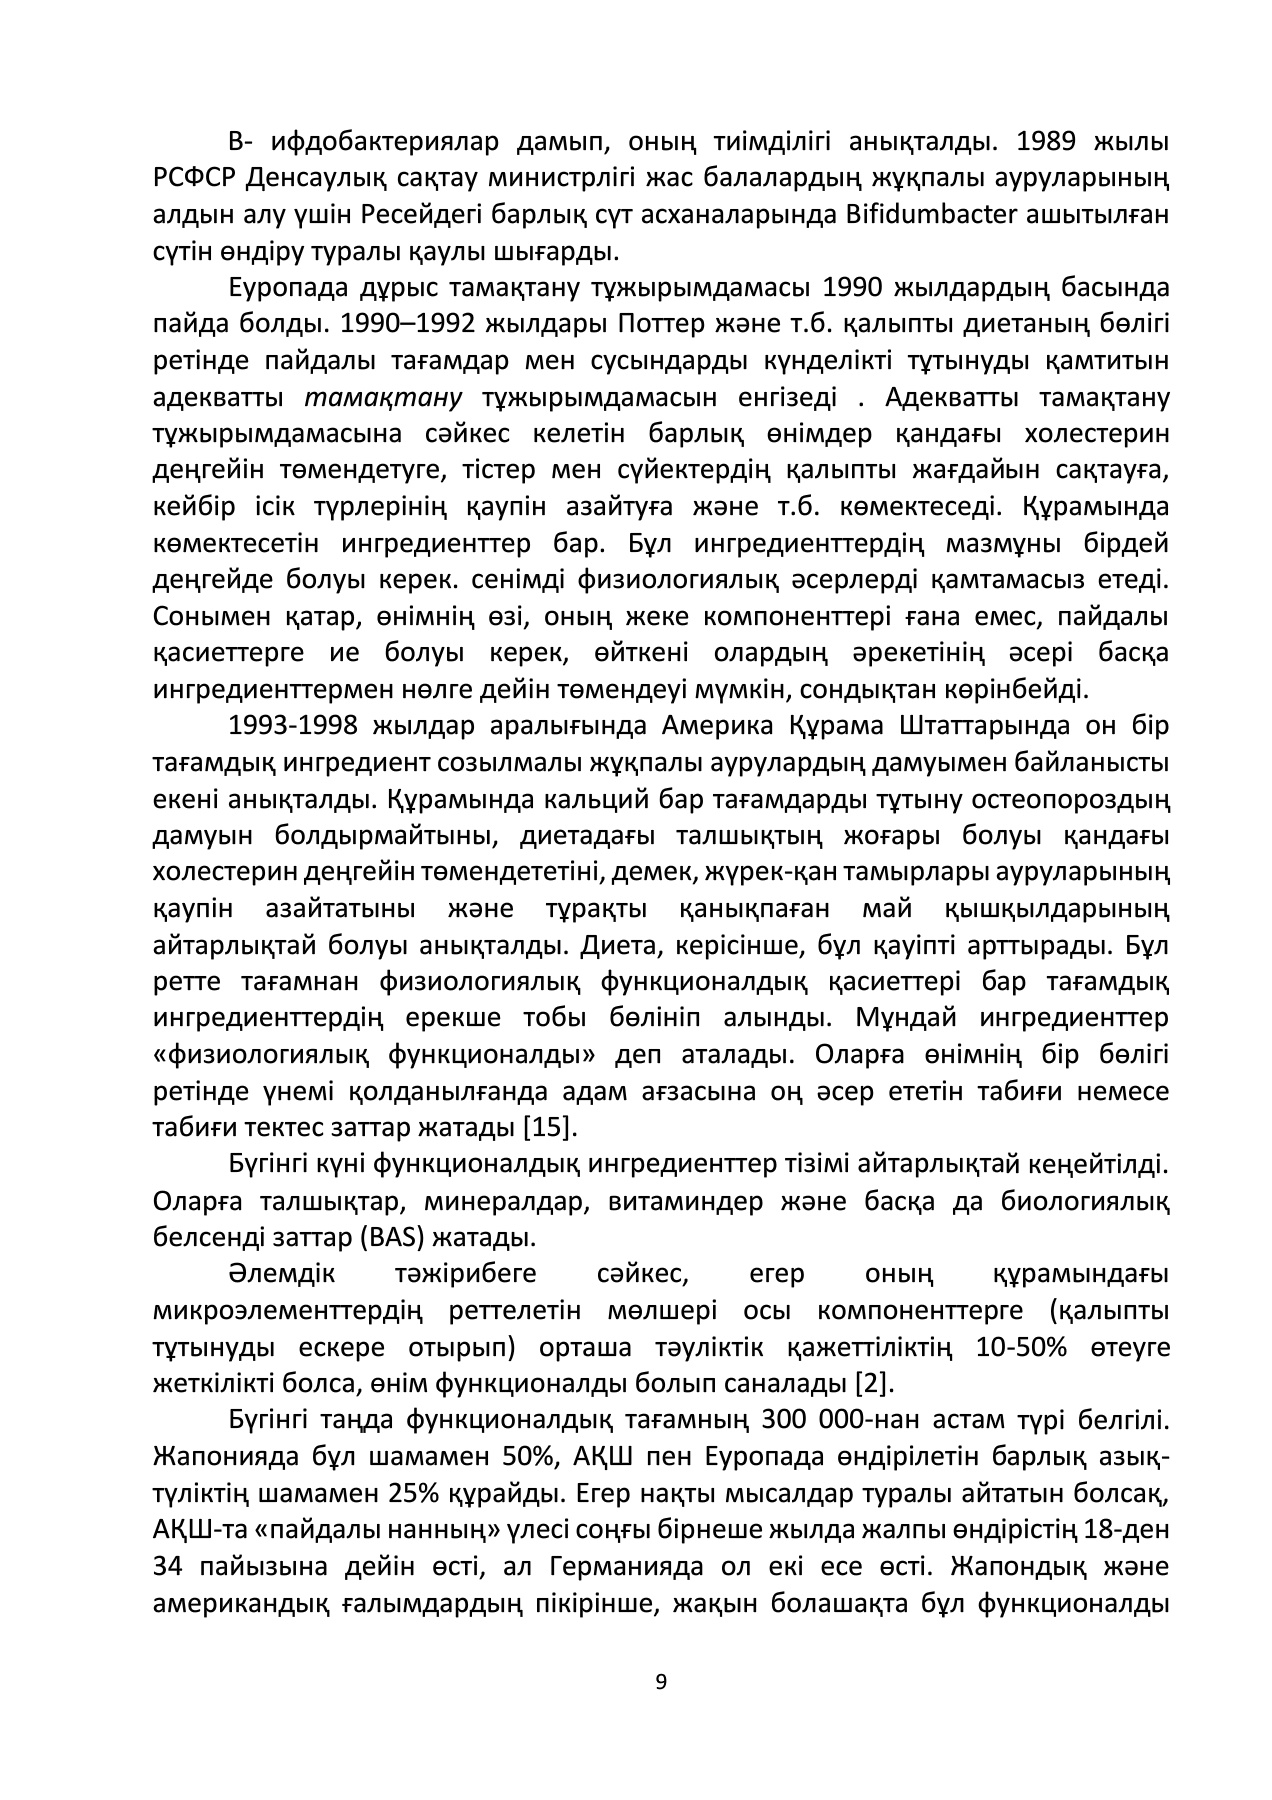 В- ифдобактериялар дамып, оның тиімділігі анықталды. 1989 жылы
РСФСР Денсаулық сақтау министрлігі жас балалардың жұқпалы ауруларының
алдын алу үшін Ресейдегі барлық сүт асханаларында Bifidumbacter ашытылған
сүтін өндіру туралы қаулы шығарды.
Еуропада дұрыс тамақтану тұжырымдамасы 1990 жылдардың басында
пайда болды. 1990–1992 жылдары Поттер және т.б. қалыпты диетаның бөлігі
ретінде пайдалы тағамдар мен сусындарды күнделікті тұтынуды қамтитын
адекватты тамақтану тұжырымдамасын енгізеді . Адекватты тамақтану
тұжырымдамасына сәйкес келетін барлық өнімдер қандағы холестерин
деңгейін төмендетуге, тістер мен сүйектердің қалыпты жағдайын сақтауға,
кейбір ісік түрлерінің қаупін азайтуға және т.б. көмектеседі. Құрамында
көмектесетін ингредиенттер бар. Бұл ингредиенттердің мазмұны бірдей
деңгейде болуы керек. сенімді физиологиялық әсерлерді қамтамасыз етеді.
Сонымен қатар, өнімнің өзі, оның жеке компоненттері ғана емес, пайдалы
қасиеттерге ие болуы керек, өйткені олардың әрекетінің әсері басқа
ингредиенттермен нөлге дейін төмендеуі мүмкін, сондықтан көрінбейді.
1993-1998 жылдар аралығында Америка Құрама Штаттарында он бір
тағамдық ингредиент созылмалы жұқпалы аурулардың дамуымен байланысты
екені анықталды. Құрамында кальций бар тағамдарды тұтыну остеопороздың
дамуын болдырмайтыны, диетадағы талшықтың жоғары болуы қандағы
холестерин деңгейін төмендететіні, демек, жүрек-қан тамырлары ауруларының
қаупін азайтатыны және тұрақты қанықпаған май қышқылдарының
айтарлықтай болуы анықталды. Диета, керісінше, бұл қауіпті арттырады. Бұл
ретте тағамнан физиологиялық функционалдық қасиеттері бар тағамдық
ингредиенттердің ерекше тобы бөлініп алынды. Мұндай ингредиенттер
«физиологиялық функционалды» деп аталады. Оларға өнімнің бір бөлігі
ретінде үнемі қолданылғанда адам ағзасына оң әсер ететін табиғи немесе
табиғи тектес заттар жатады [15].
Бүгінгі күні функционалдық ингредиенттер тізімі айтарлықтай кеңейтілді.
Оларға талшықтар, минералдар, витаминдер және басқа да биологиялық
белсенді заттар (BAS) жатады.
Әлемдік тәжірибеге сәйкес, егер оның құрамындағы
микроэлементтердің реттелетін мөлшері осы компоненттерге (қалыпты
тұтынуды ескере отырып) орташа тәуліктік қажеттіліктің 10-50% өтеуге
жеткілікті болса, өнім функционалды болып саналады [2].
Бүгінгі таңда функционалдық тағамның 300 000-нан астам түрі белгілі.
Жапонияда бұл шамамен 50%, АҚШ пен Еуропада өндірілетін барлық азық-
түліктің шамамен 25% құрайды. Егер нақты мысалдар туралы айтатын болсақ,
АҚШ-та «пайдалы нанның» үлесі соңғы бірнеше жылда жалпы өндірістің 18-ден
34 пайызына дейін өсті, ал Германияда ол екі есе өсті. Жапондық және
американдық ғалымдардың пікірінше, жақын болашақта бұл функционалды
9